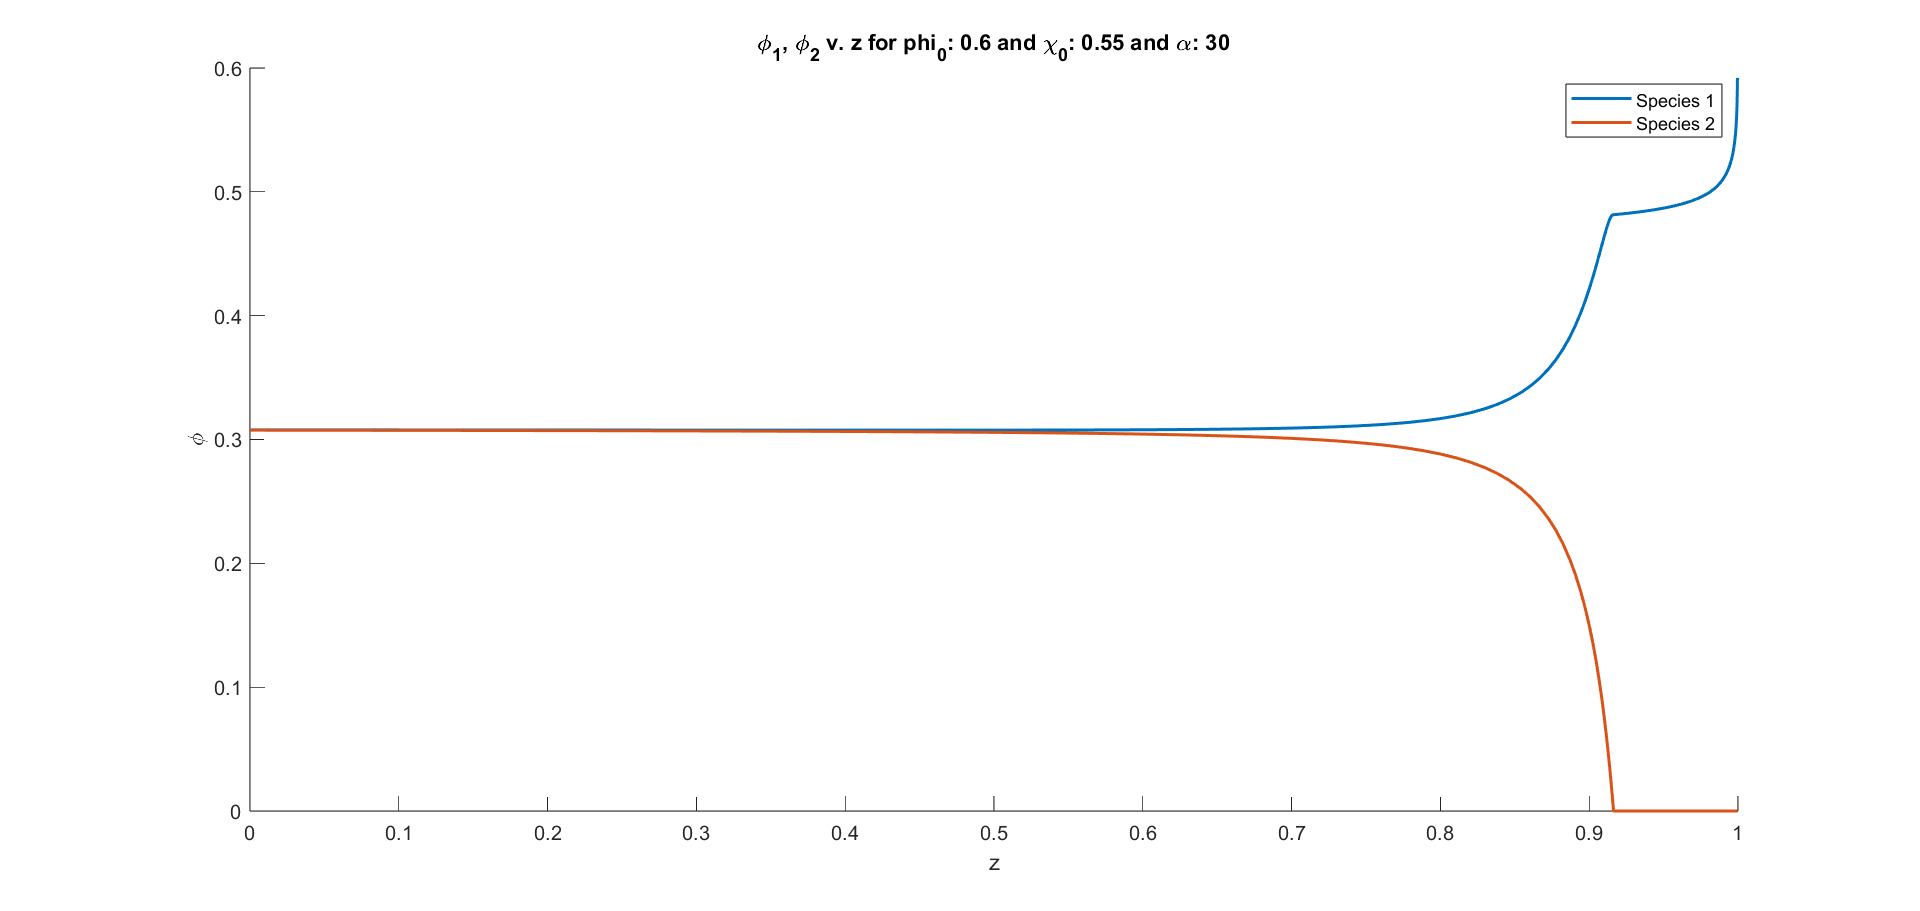 ϕ₁, ϕ₂ v. z for phi₀: 0.6 and χ₀: 0.55 and α: 30
Species 1
Species 2
0.6
0.5
0.4
0.3
0.2
0.1
0
ϕ
0 0.1 0.2 0.3 0.4 0.5 0.6 0.7 0.8 0.9 1
z